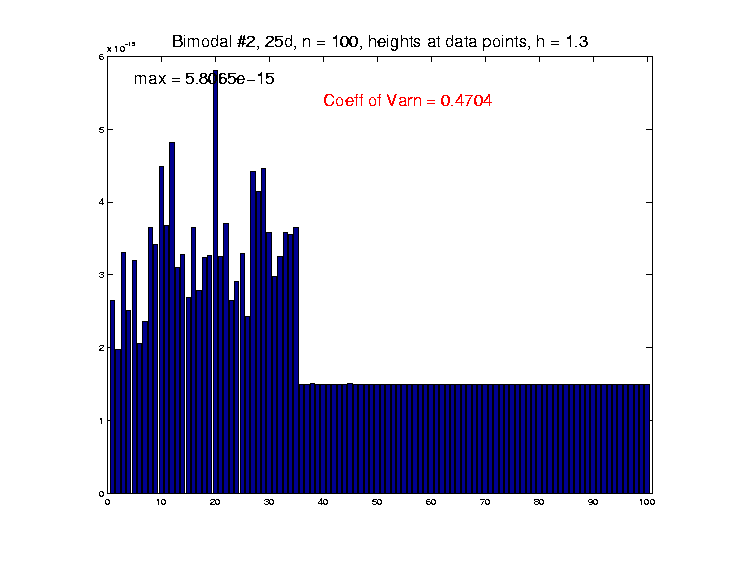 Bimodal #2, 25d, n = 100, heights at data points, h = 1.3
x 10⁻¹⁵
max = 5.8065e−15
Coeff of Varn = 0.4704
6
5
4
3
2
1
0
0 10 20 30 40 50 60 70 80 90 100